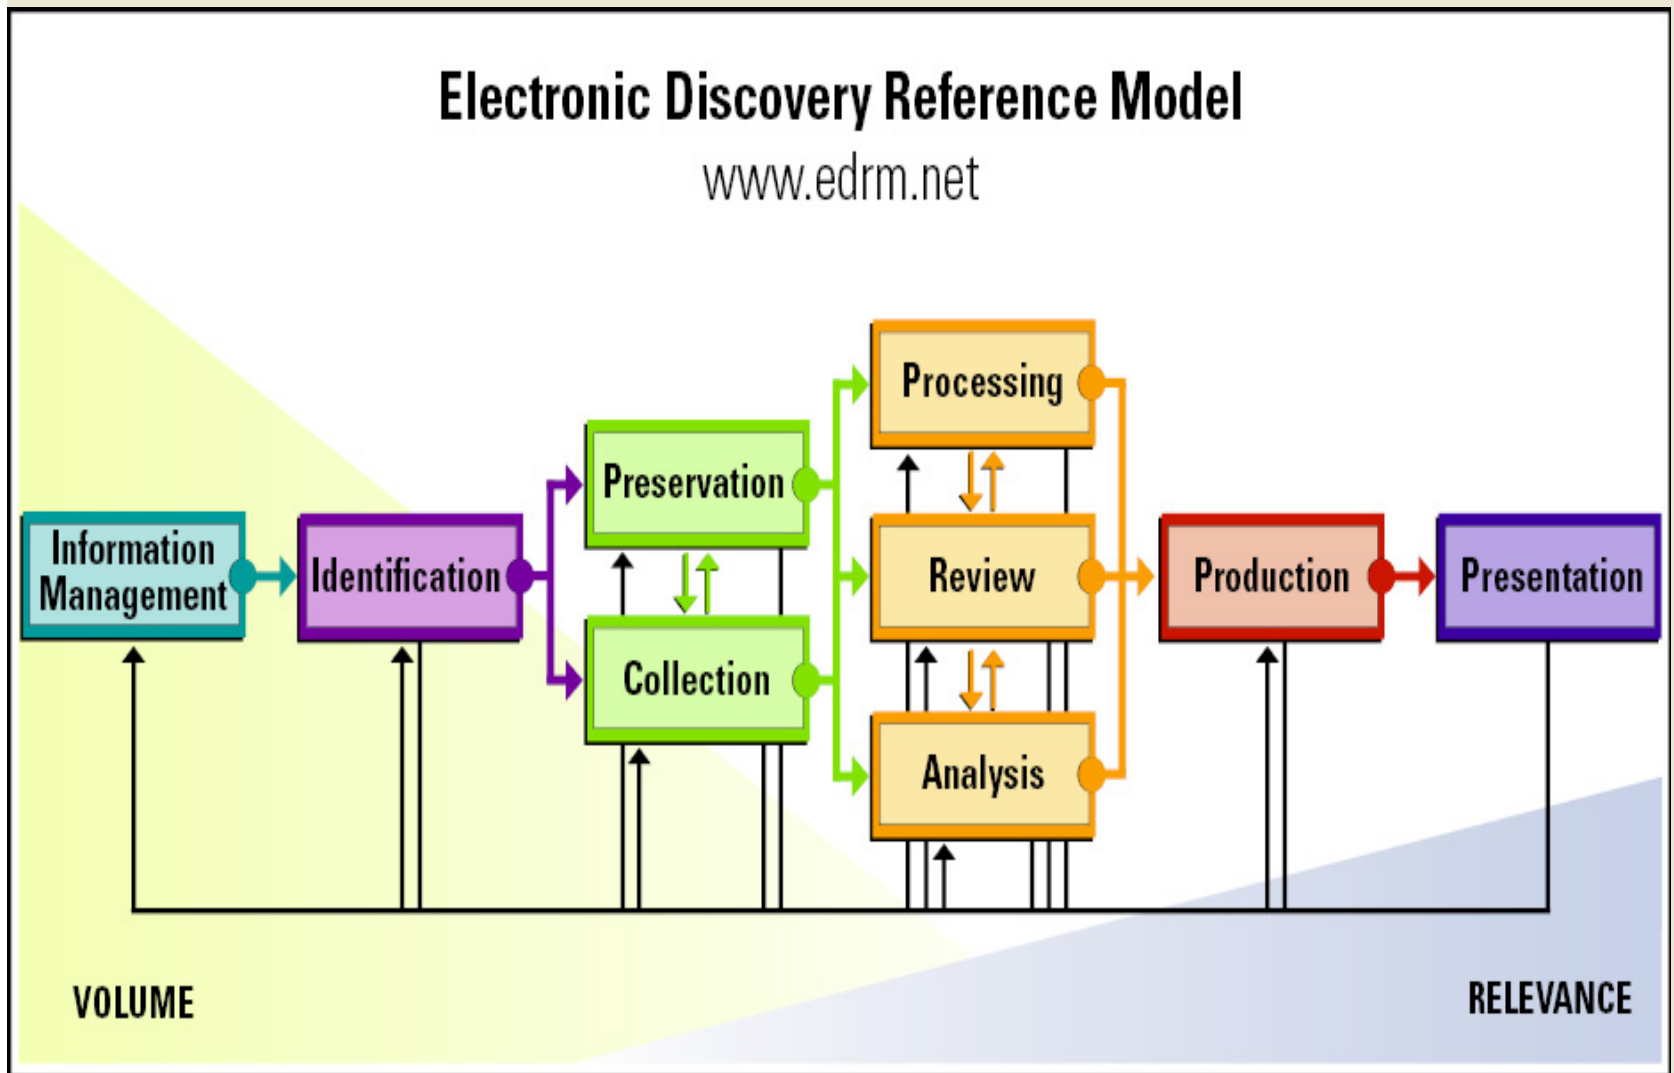 Electronic Discovery Reference Model
www.edrm.net
Information
Management
Identification
Preservation
Collection
Processing
Review
Analysis
Production
Presentation
VOLUME
RELEVANCE